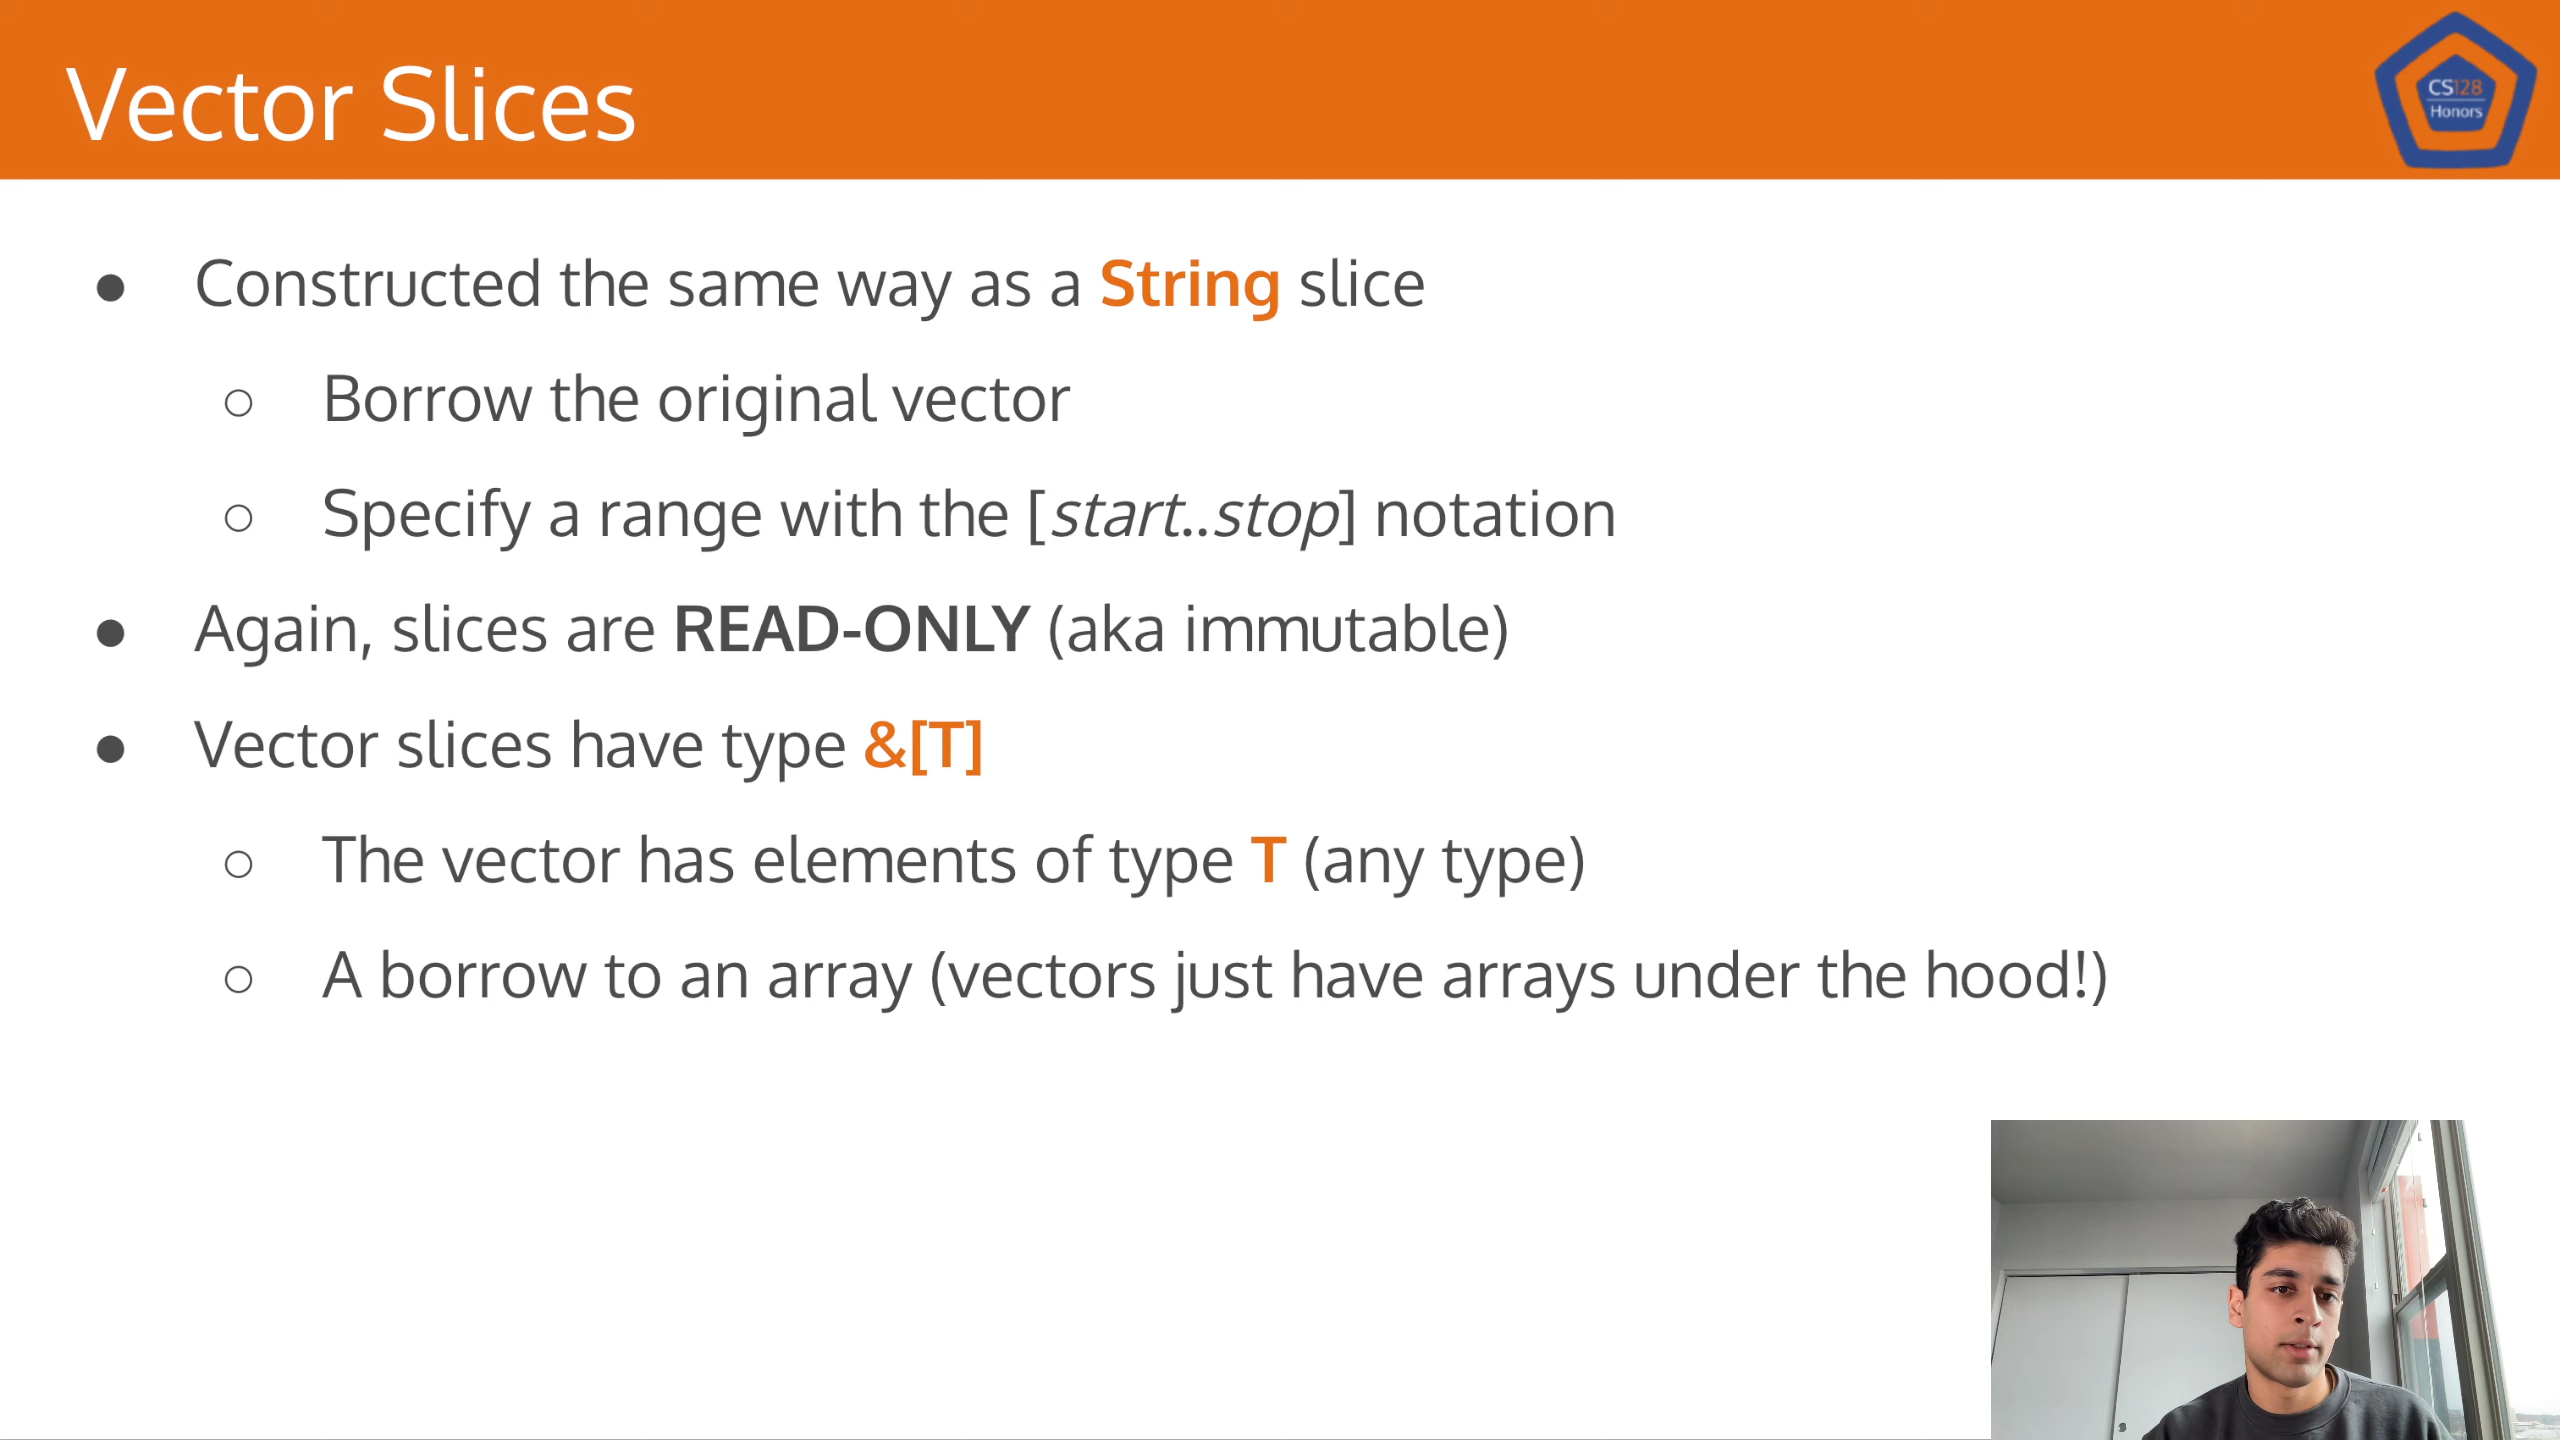 Vector Slices
CS128
Honors
● Constructed the same way as a String slice
○ Borrow the original vector
○ Specify a range with the [start..stop] notation
● Again, slices are READ-ONLY (aka immutable)
● Vector slices have type &[T]
○ The vector has elements of type T (any type)
○ A borrow to an array (vectors just have arrays under the hood!)